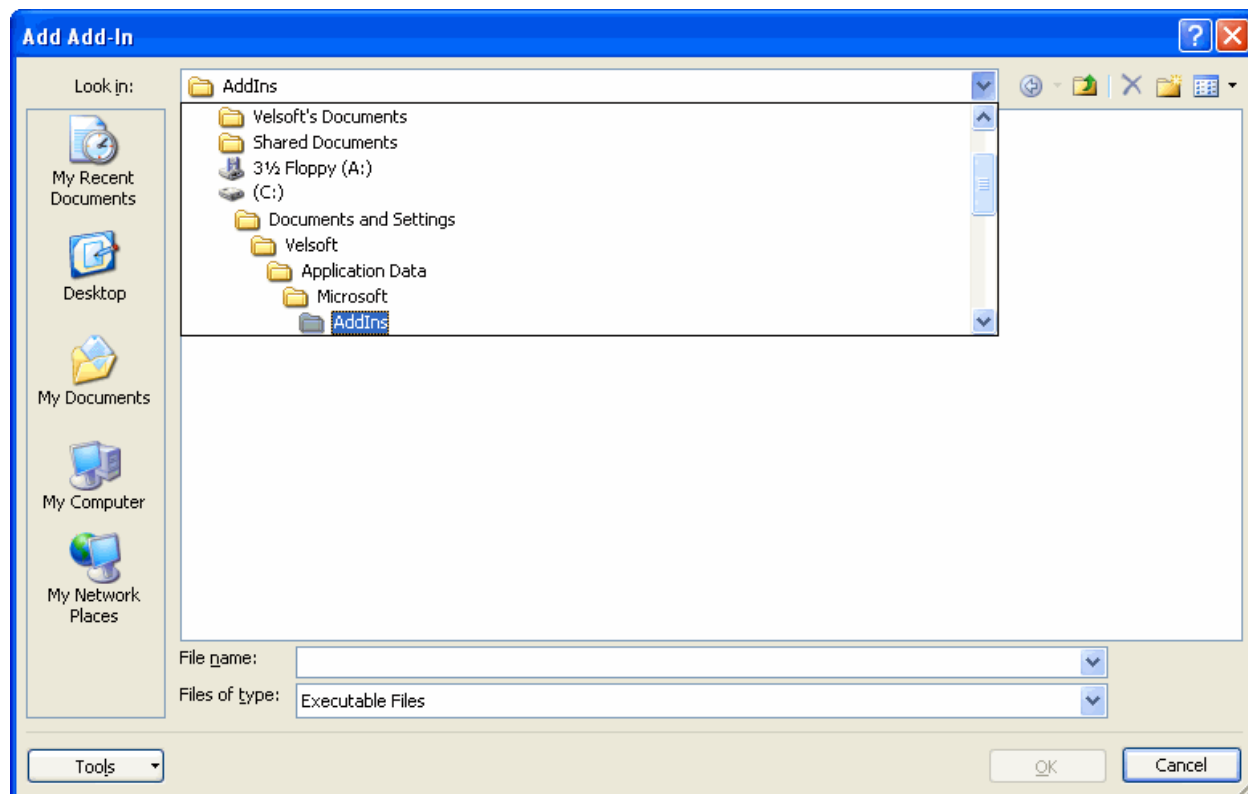 Add Add-In
Look in:
AddIns
Velsoft's Documents
Shared Documents
3½ Floppy (A:)
(C:)
Documents and Settings
Velsoft
Application Data
Microsoft
AddIns
My Recent
Documents
Desktop
My Documents
My Computer
My Network
Places
File name:
Files of type:
Executable Files
Tools
OK
Cancel